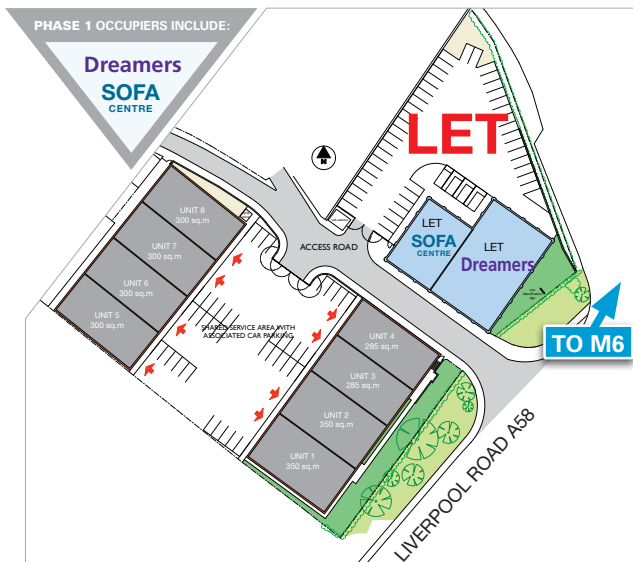 PHASE 1 OCCUPIERS INCLUDE:
Dreamers
SOFA
CENTRE
LET
N
UNIT 8
300 sq.m
UNIT 7
300 sq.m
UNIT 6
300 sq.m
UNIT 5
300 sq.m
ACCESS ROAD
LET
SOFA
CENTRE
LET
Dreamers
TO M6
SHARED SERVICE AREA WITH
ASSOCIATED CAR PARKING
UNIT 4
285 sq.m
UNIT 3
285 sq.m
UNIT 2
350 sq.m
UNIT 1
350 sq.m
LIVERPOOL ROAD A58